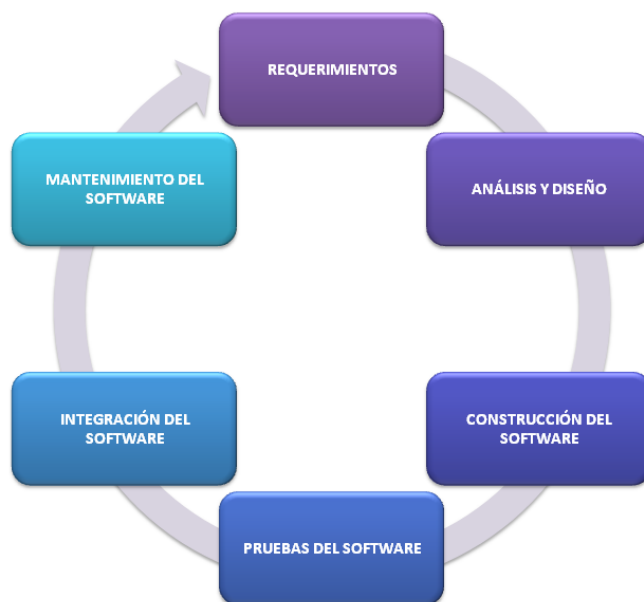 REQUERIMIENTOS
ANÁLISIS Y DISEÑO
CONSTRUCCIÓN DEL
SOFTWARE
PRUEBAS DEL SOFTWARE
INTEGRACIÓN DEL
SOFTWARE
MANTENIMIENTO DEL
SOFTWARE